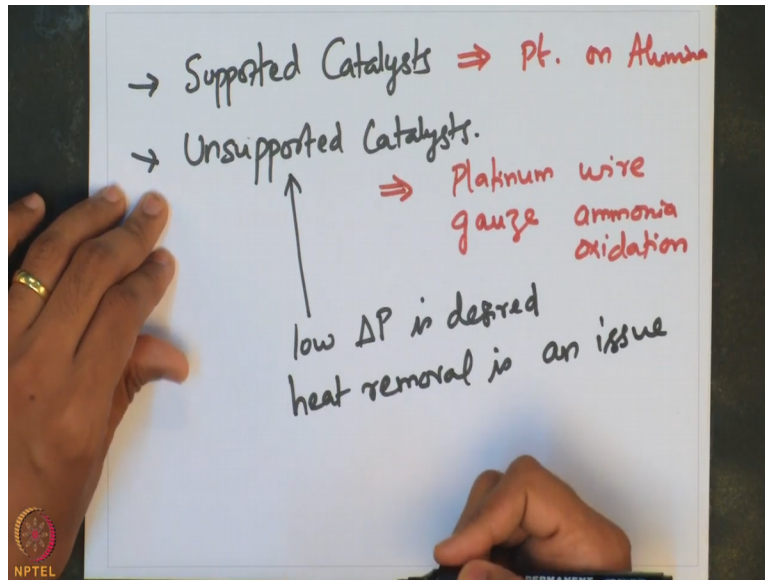 → Supported Catalysts ⇒ Pt. on Alumina
→ Unsupported Catalysts.
⇒ Platinum wire
gauze ammonia
oxidation
low ΔP is desired
heat removal is an issue
NPTEL
PERMANENT